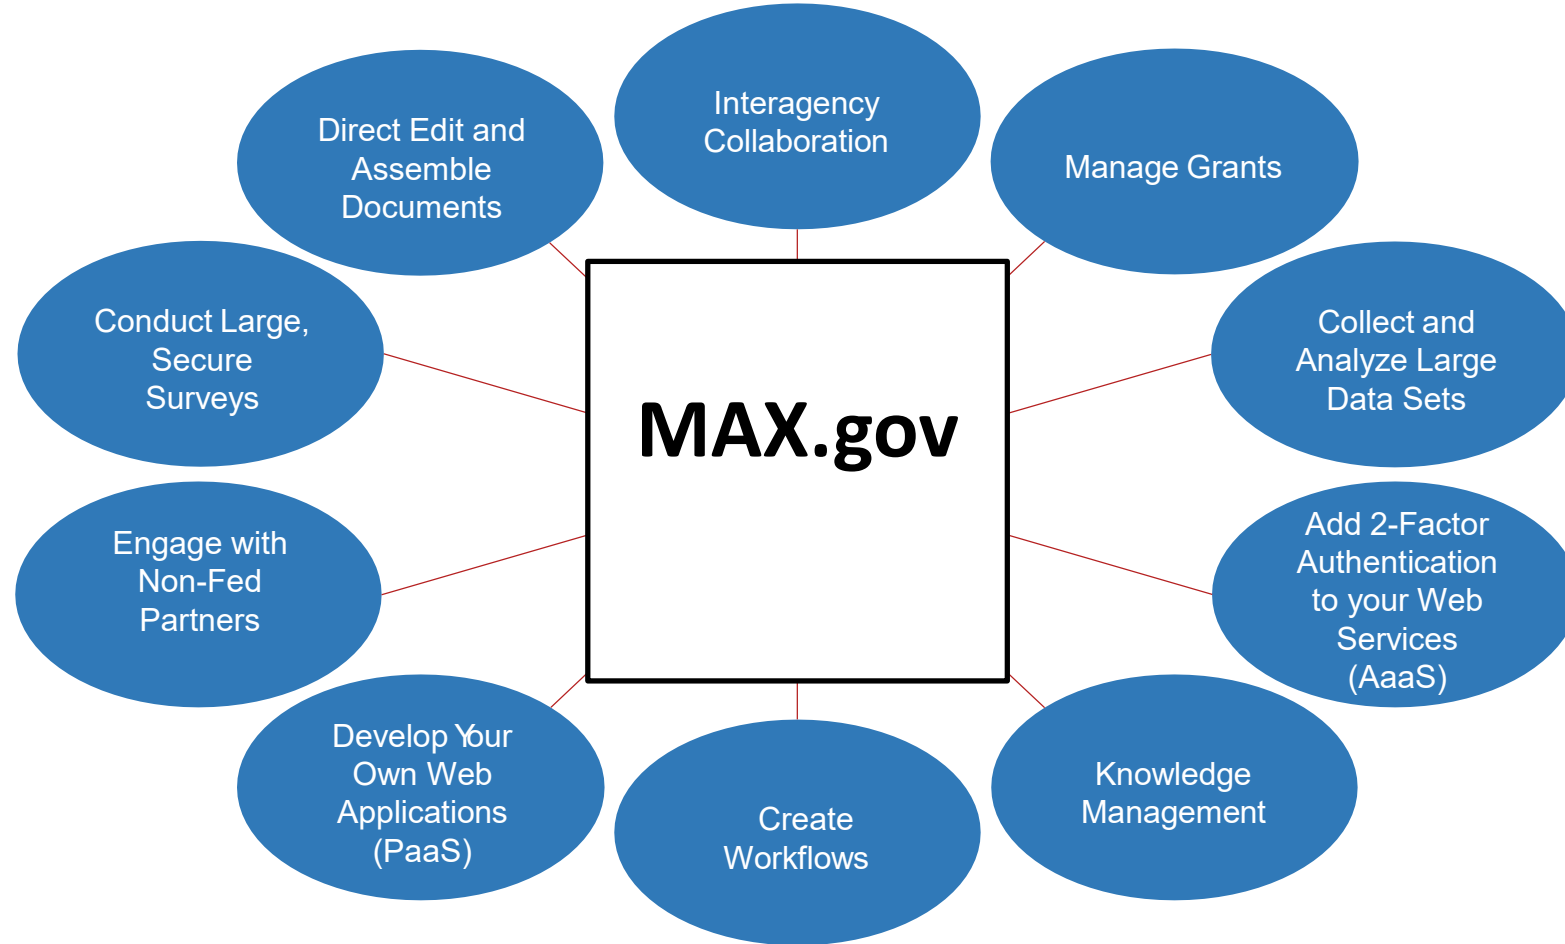 Interagency
Collaboration
Direct Edit and
Assemble
Documents
Manage Grants
Conduct Large,
Secure
Surveys
Collect and
Analyze Large
Data Sets
MAX.gov
Engage with
Non-Fed
Partners
Add 2-Factor
Authentication
to your Web
Services
(AaaS)
Develop Your
Own Web
Applications
(PaaS)
Create
Workflows
Knowledge
Management